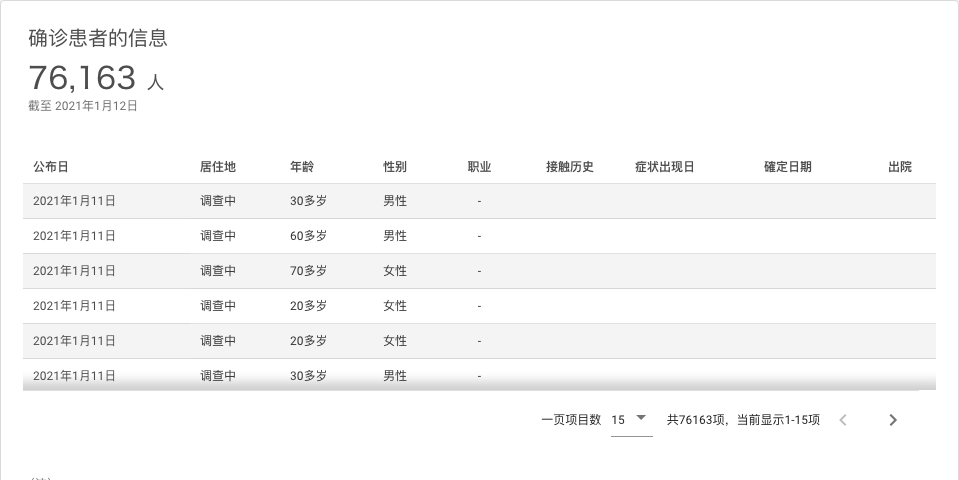 确诊患者的信息
76,163 人
截至 2021年1月12日
公布日 居住地 年龄 性别 职业 接触历史 症状出现日 確定日期 出院
2021年1月11日 调查中 30多岁 男性 -
2021年1月11日 调查中 60多岁 男性 -
2021年1月11日 调查中 70多岁 女性 -
2021年1月11日 调查中 20多岁 女性 -
2021年1月11日 调查中 20多岁 女性 -
2021年1月11日 调查中 30多岁 男性 -
一页项目数 15 共76163项，当前显示1-15项